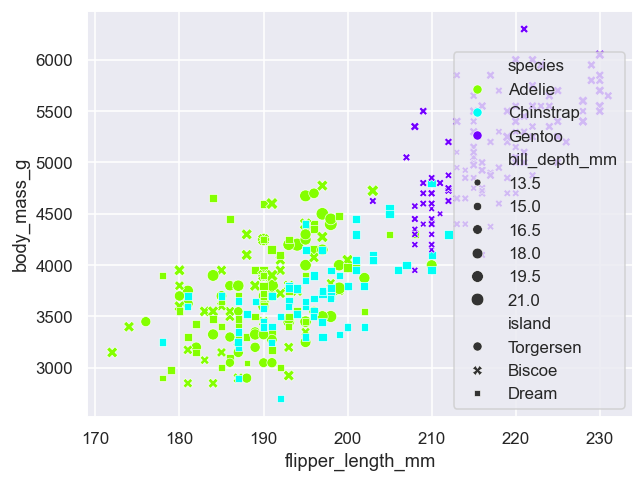 6000
5500
5000
4500
4000
3500
3000
body_mass_g
170
180
190
200
210
220
230
flipper_length_mm
species
Adelie
Chinstrap
Gentoo
bill_depth_mm
13.5
15.0
16.5
18.0
19.5
21.0
island
Torgersen
Biscoe
Dream